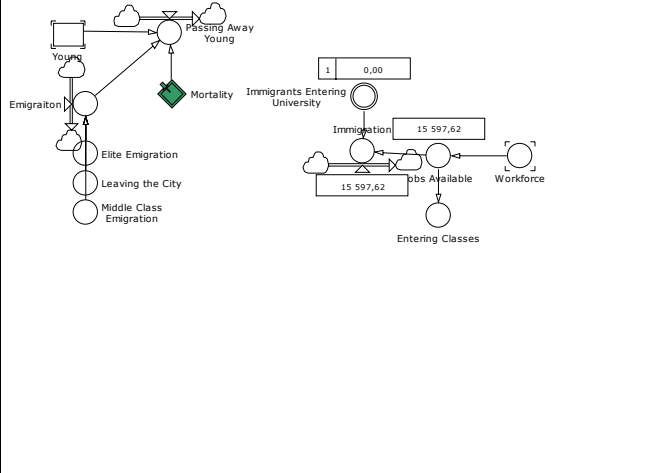 Passing Away
Young
Young
Mortality
Emigraiton
Elite Emigration
Leaving the City
Middle Class
Emigration
1 0,00
Immigrants Entering
University
Immigration
15 597,62
15 597,62
Jobs Available
Workforce
Entering Classes